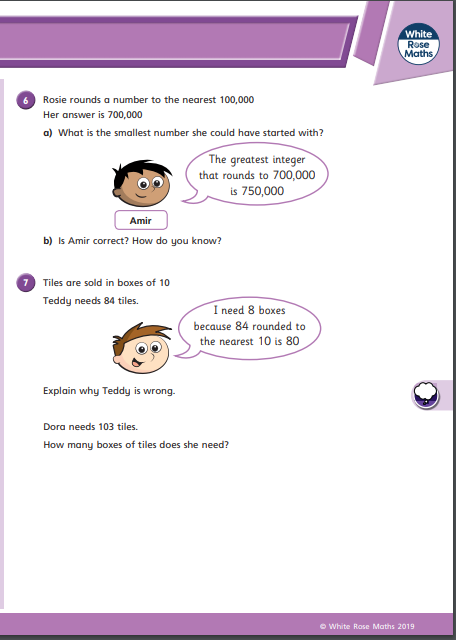 White
Rose
Maths
6
Rosie rounds a number to the nearest 100,000
Her answer is 700,000
a) What is the smallest number she could have started with?
The greatest integer
that rounds to 700,000
is 750,000
Amir
b) Is Amir correct? How do you know?
7
Tiles are sold in boxes of 10
Teddy needs 84 tiles.
I need 8 boxes
because 84 rounded to
the nearest 10 is 80
Explain why Teddy is wrong.
Dora needs 103 tiles.
How many boxes of tiles does she need?
© White Rose Maths 2019